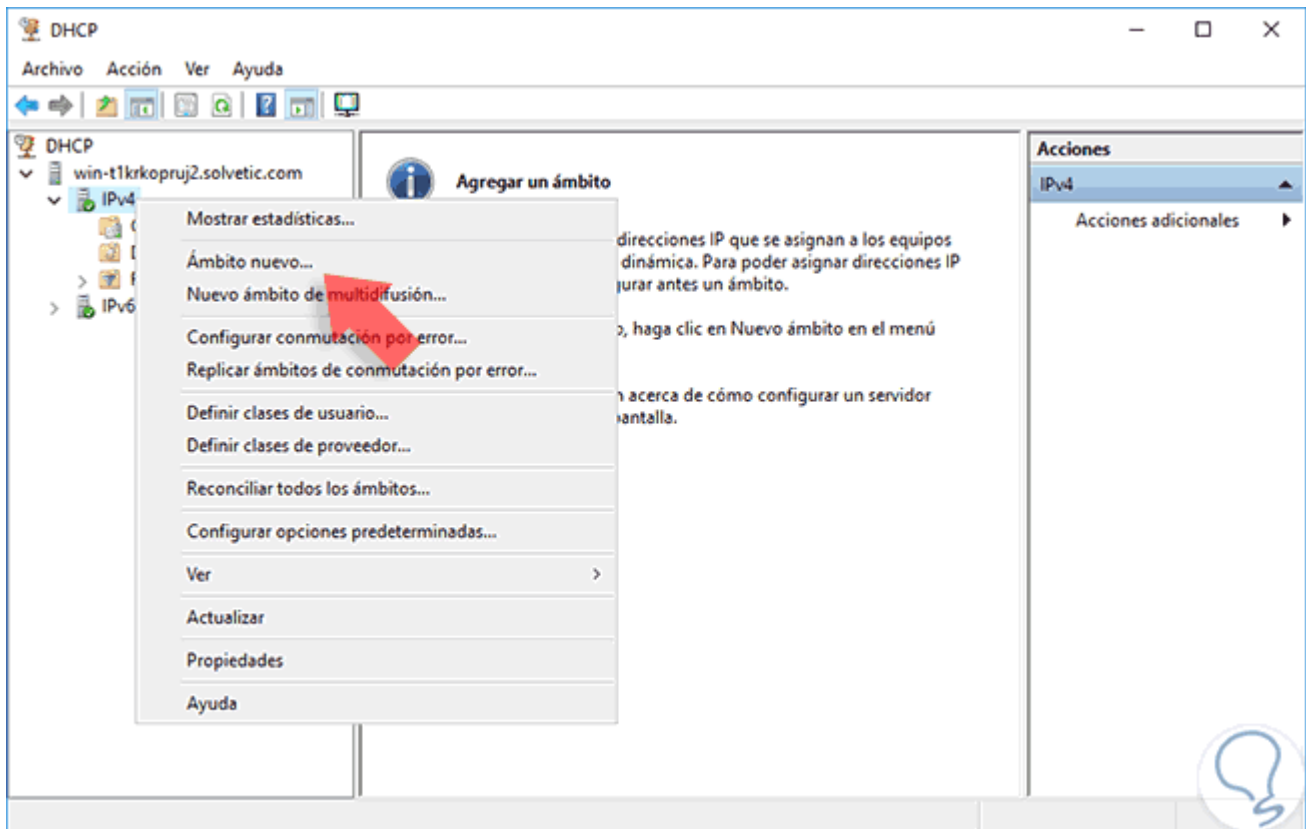 DHCP
Archivo Acción Ver Ayuda
DHCP
win-t1krkopruj2.solvetic.com
IPv4
IPv6
Mostrar estadísticas...
Ámbito nuevo...
Nuevo ámbito de multidifusión...
Configurar conmutación por error...
Replicar ámbitos de conmutación por error...
Definir clases de usuario...
Definir clases de proveedor...
Reconciliar todos los ámbitos...
Configurar opciones predeterminadas...
Ver
Actualizar
Propiedades
Ayuda
Agregar un ámbito
direcciones IP que se asignan a los equipos
dinámica. Para poder asignar direcciones IP
antes un ámbito.
haga clic en Nuevo ámbito en el menú
acerca de cómo configurar un servidor
Acciones
IPv4
Acciones adicionales